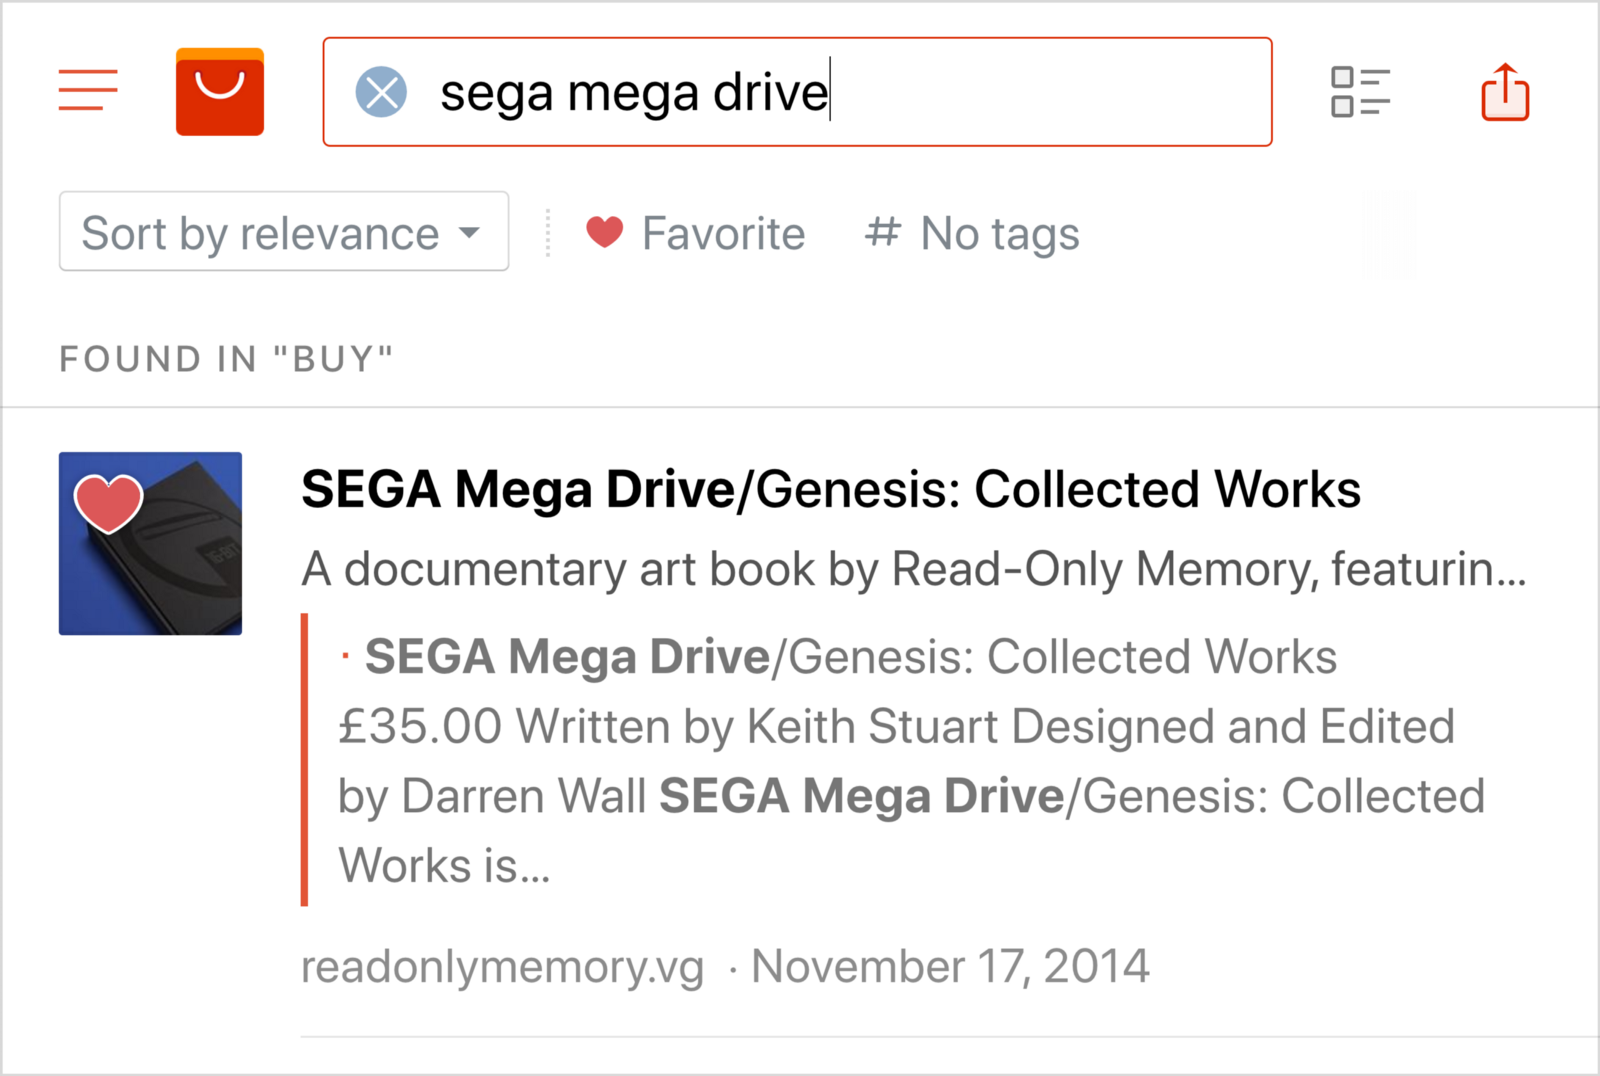 sega mega drive
Sort by relevance
Favorite
# No tags
FOUND IN "BUY"
SEGA Mega Drive/Genesis: Collected Works
A documentary art book by Read-Only Memory, featurin...
· SEGA Mega Drive/Genesis: Collected Works
£35.00 Written by Keith Stuart Designed and Edited
by Darren Wall SEGA Mega Drive/Genesis: Collected
Works is...
readonlymemory.vg · November 17, 2014
16-BIT